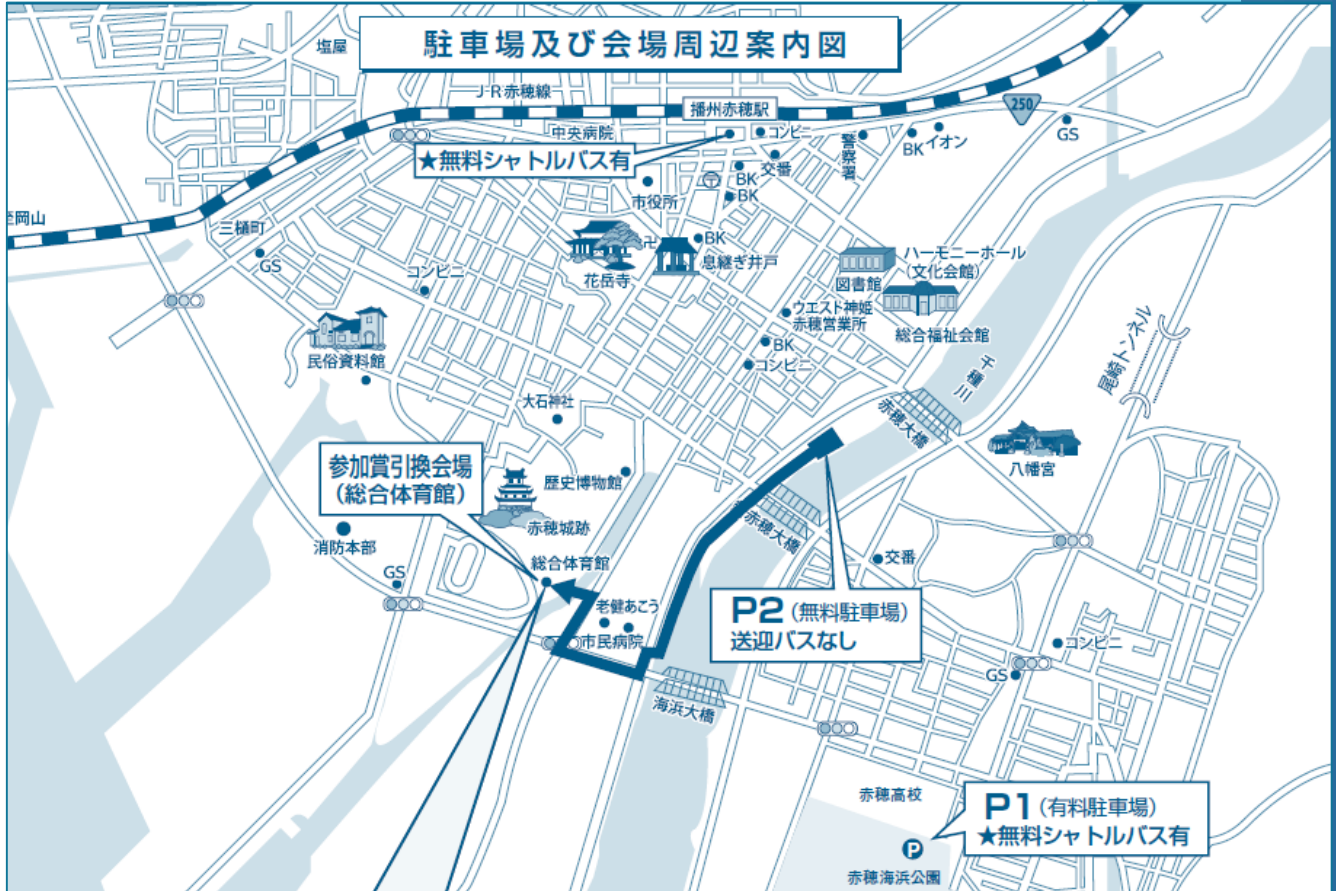 駐車場及び会場周辺案内図
塩屋
JR赤穂線
播州赤穂駅
250
中央病院
コンビニ
★無料シャトルバス有
交番
警察署
BK
イオン
GS
BK
BK
市役所
至岡山
三樋町
GS
コンビニ
花岳寺
卍
BK
息継ぎ井戸
ハーモニーホール
(文化会館)
図書館
ウエスト神姫
赤穂営業所
総合福祉会館
BK
コンビニ
民俗資料館
千種川
尾崎トンネル
大石神社
赤穂大橋
八幡宮
参加賞引換会場
(総合体育館)
歴史博物館
赤穂城跡
新赤穂大橋
消防本部
総合体育館
GS
交番
老健あこう
市民病院
P2(無料駐車場)
送迎バスなし
コンビニ
GS
海浜大橋
赤穂高校
P1(有料駐車場)
★無料シャトルバス有
P
赤穂海浜公園